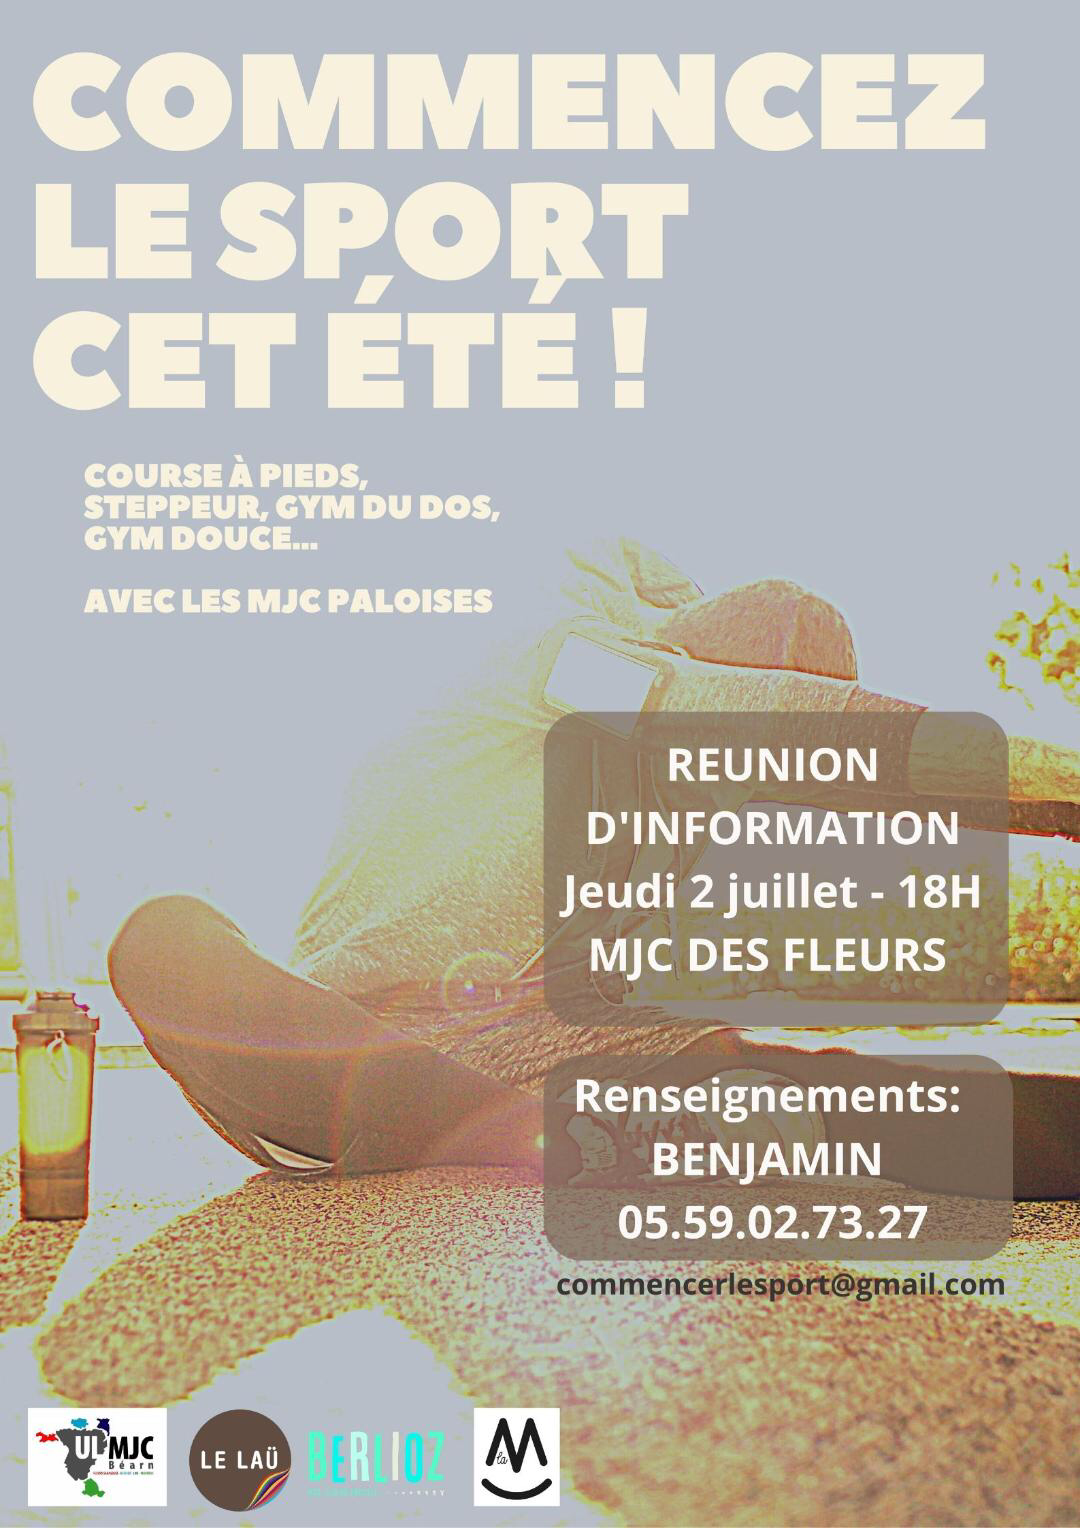 COMMENCEZ
LE SPORT
CET ÉTÉ !
COURSE À PIEDS,
STEPPEUR, GYM DU DOS,
GYM DOUCE...
AVEC LES MJC PALOISES
REUNION
D'INFORMATION
Jeudi 2 juillet - 18H
MJC DES FLEURS
Renseignements:
BENJAMIN
05.59.02.73.27
commencerlesport@gmail.com
UL MJC
Béarn
LE LAÜ
BERLIOZ
la M